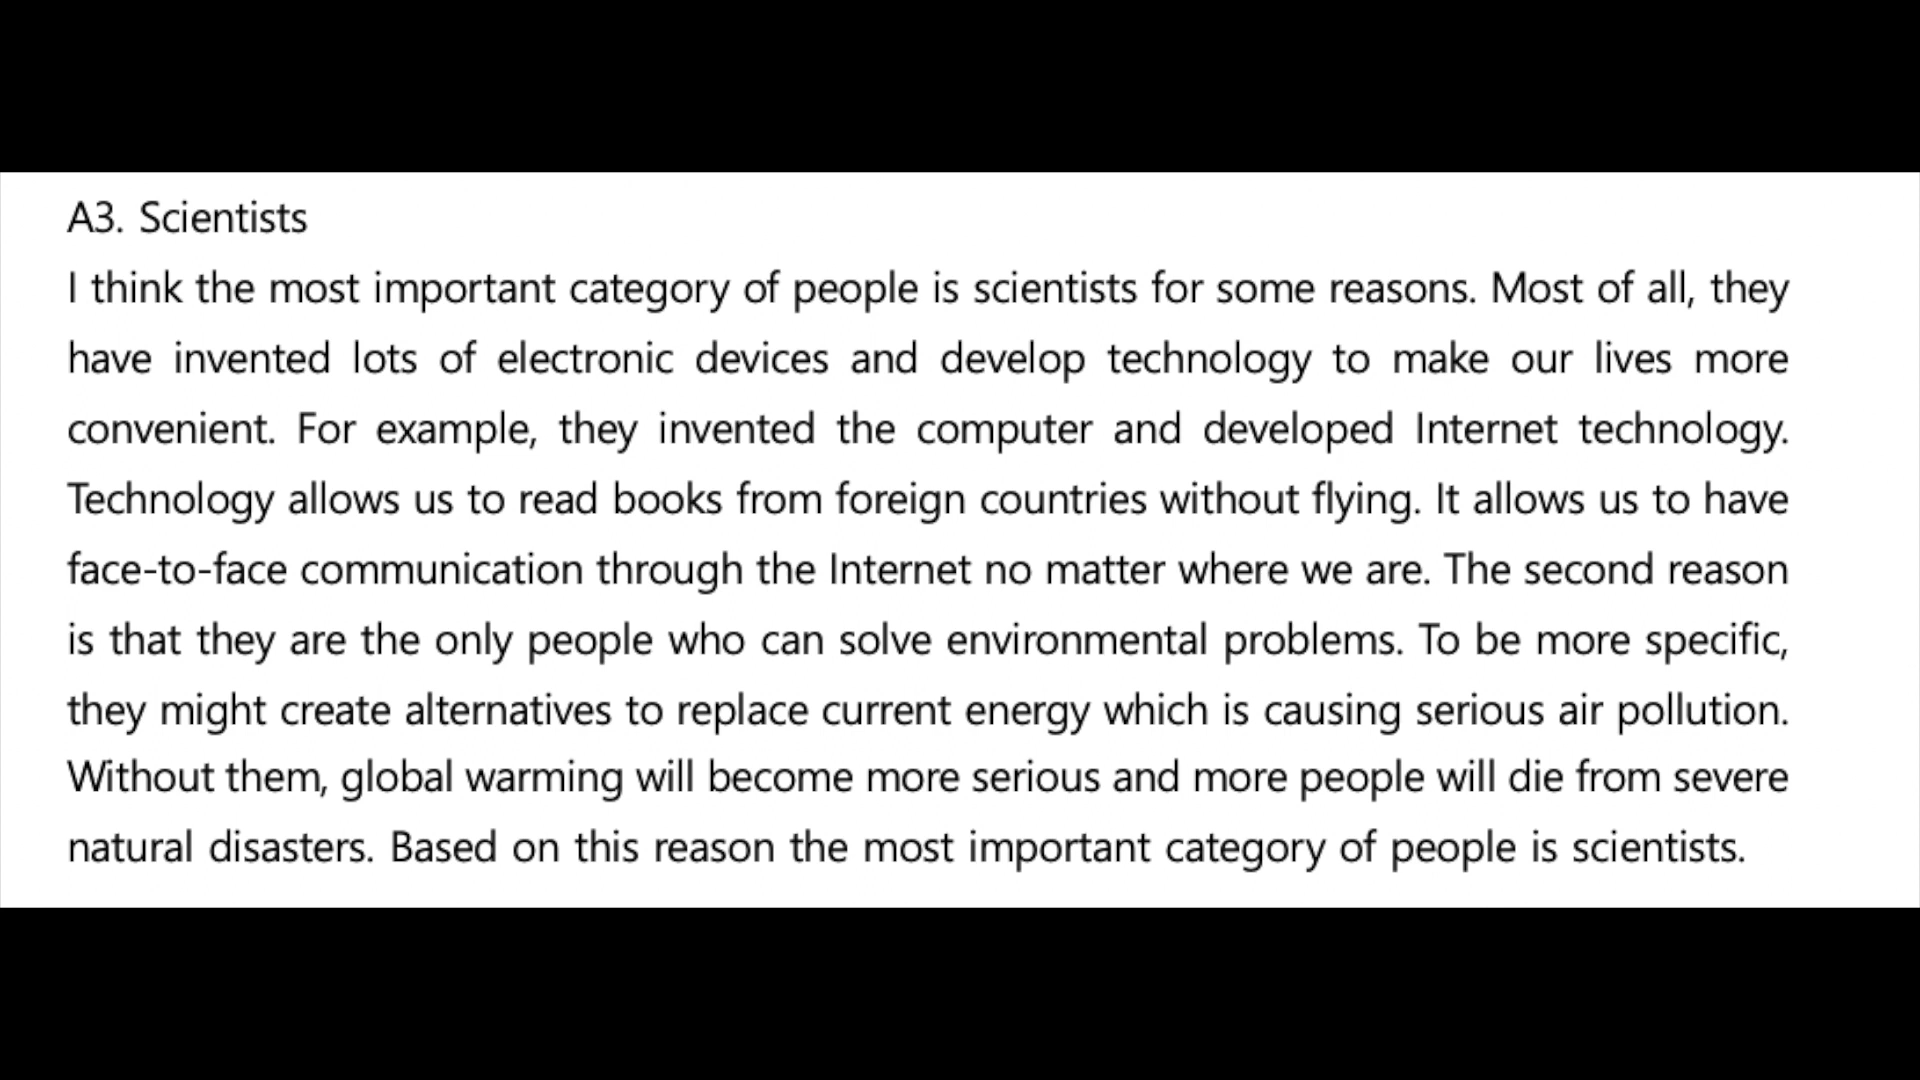 A3. Scientists
I think the most important category of people is scientists for some reasons. Most of all, they
have invented lots of electronic devices and develop technology to make our lives more
convenient. For example, they invented the computer and developed Internet technology.
Technology allows us to read books from foreign countries without flying. It allows us to have
face-to-face communication through the Internet no matter where we are. The second reason
is that they are the only people who can solve environmental problems. To be more specific,
they might create alternatives to replace current energy which is causing serious air pollution.
Without them, global warming will become more serious and more people will die from severe
natural disasters. Based on this reason the most important category of people is scientists.